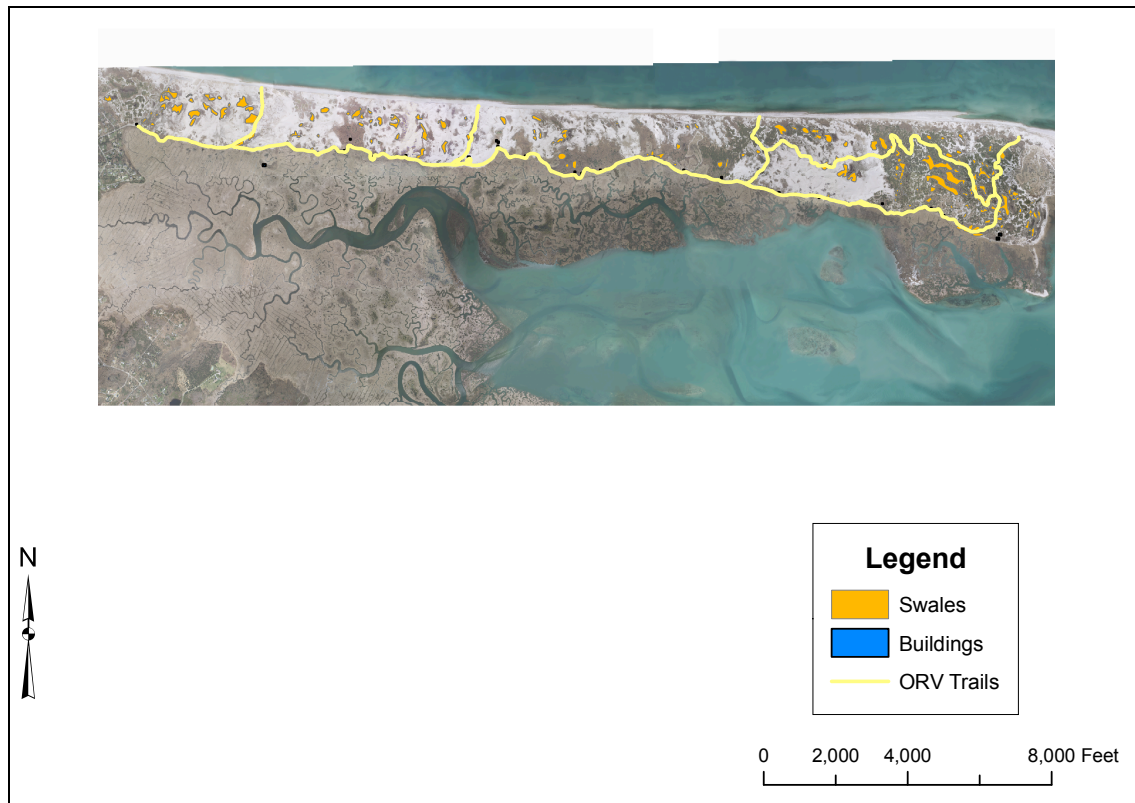 N
Legend
Swales
Buildings
ORV Trails
0 2,000 4,000 8,000 Feet